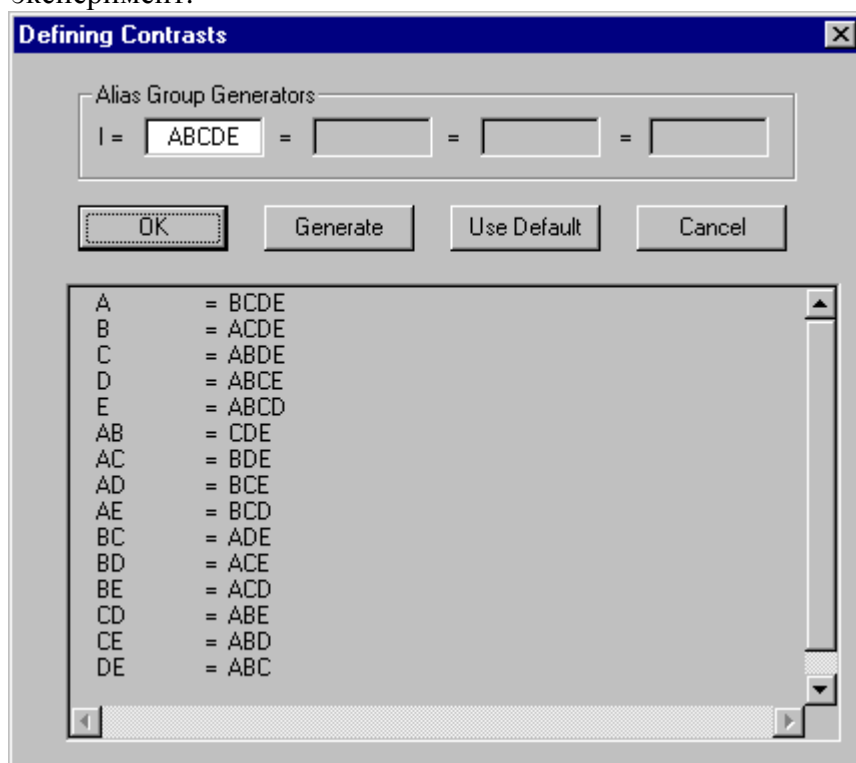 эксперимент.
Defining Contrasts
Alias Group Generators
I = ABCDE = = =
OK Generate Use Default Cancel
A = BCDE
B = ACDE
C = ABDE
D = ABCE
E = ABCD
AB = CDE
AC = BDE
AD = BCE
AE = BCD
BC = ADE
BD = ACE
BE = ACD
CD = ABE
CE = ABD
DE = ABC